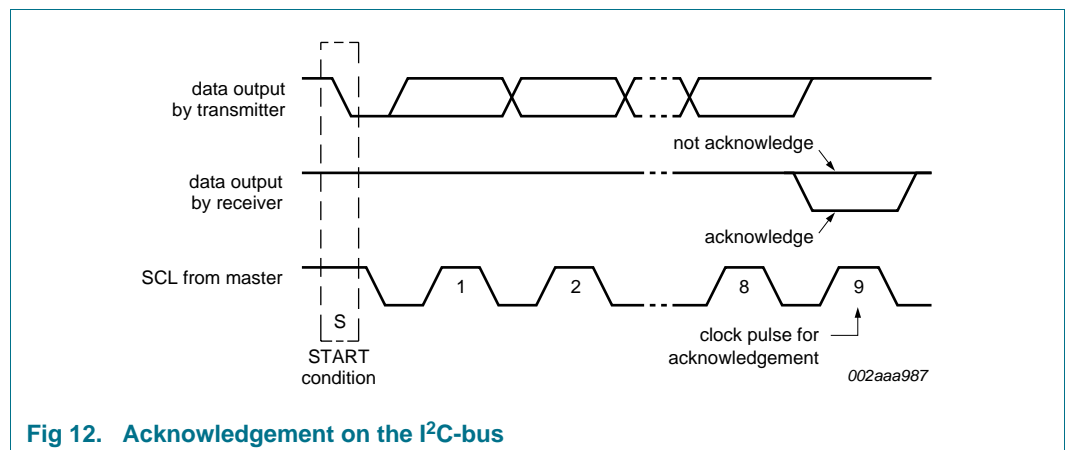 data output
by transmitter
not acknowledge
data output
by receiver
acknowledge
SCL from master
1
2
8
9
S
START
condition
clock pulse for
acknowledgement
002aaa987
Fig 12. Acknowledgement on the I²C-bus